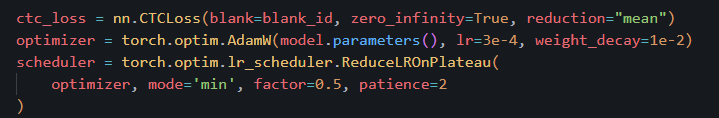 ctc_loss = nn.CTCLoss(blank=blank_id, zero_infinity=True, reduction="mean")
optimizer = torch.optim.AdamW(model.parameters(), lr=3e-4, weight_decay=1e-2)
scheduler = torch.optim.lr_scheduler.ReduceLROnPlateau(
    optimizer, mode='min', factor=0.5, patience=2
)